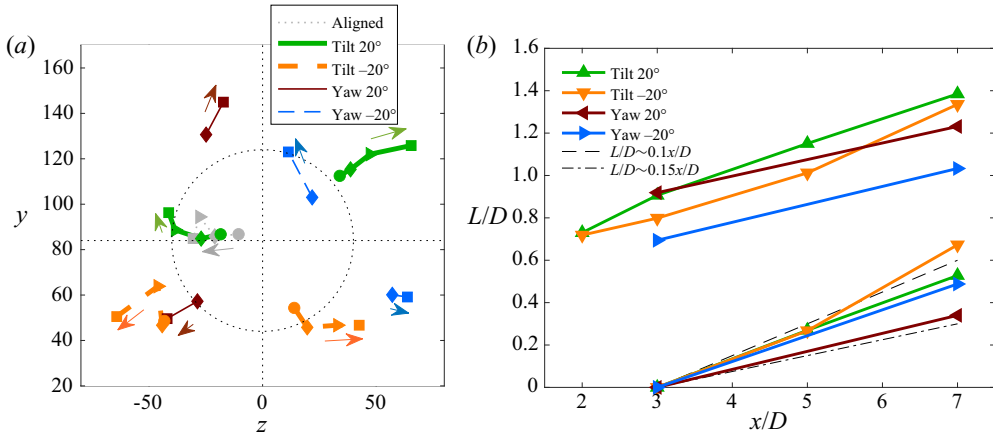 (a)
Aligned
Tilt 20°
Tilt –20°
Yaw 20°
Yaw –20°
160
140
120
100
80
60
40
20
y
-50
0
50
z
(b)
1.6
1.4
1.2
1.0
0.8
0.6
0.4
0.2
0
L/D
Tilt 20°
Tilt –20°
Yaw 20°
Yaw –20°
L/D~0.1x/D
L/D~0.15x/D
2
3
4
5
6
7
x/D